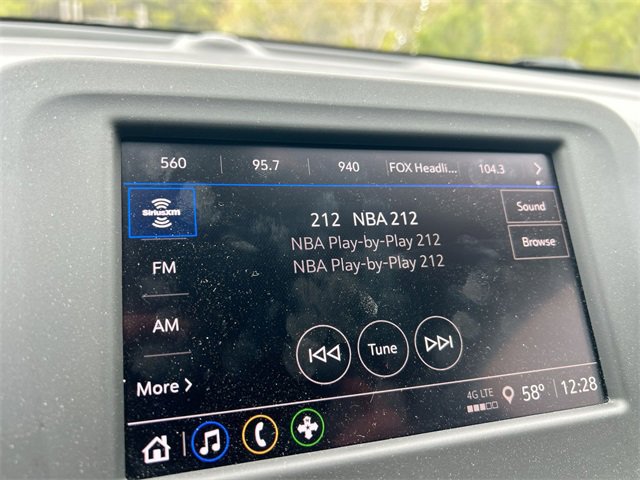 560 95.7 940 FOX Headli... 104.3
SiriusXM
212 NBA 212
Sound
NBA Play-by-Play 212
Browse
FM
NBA Play-by-Play 212
AM
Tune
More
4G LTE 58° 12:28